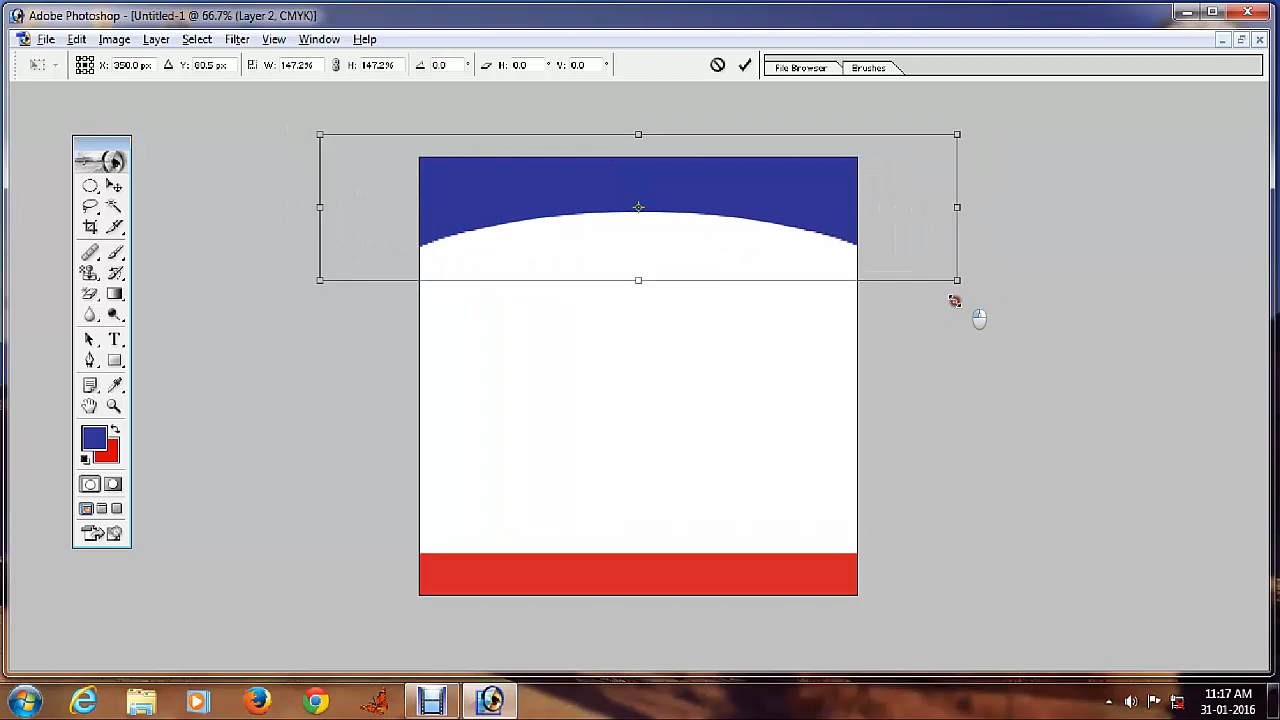 Adobe Photoshop - [Untitled-1 @ 66.7% (Layer 2, CMYK)]
File Edit Image Layer Select Filter View Window Help
X: 350.0 px Y: 80.5 px W: 147.2% H: 147.2% 0.0 ° H: 0.0 ° V: 0.0 ° File Browser Brushes
T
11:17 AM
31-01-2016